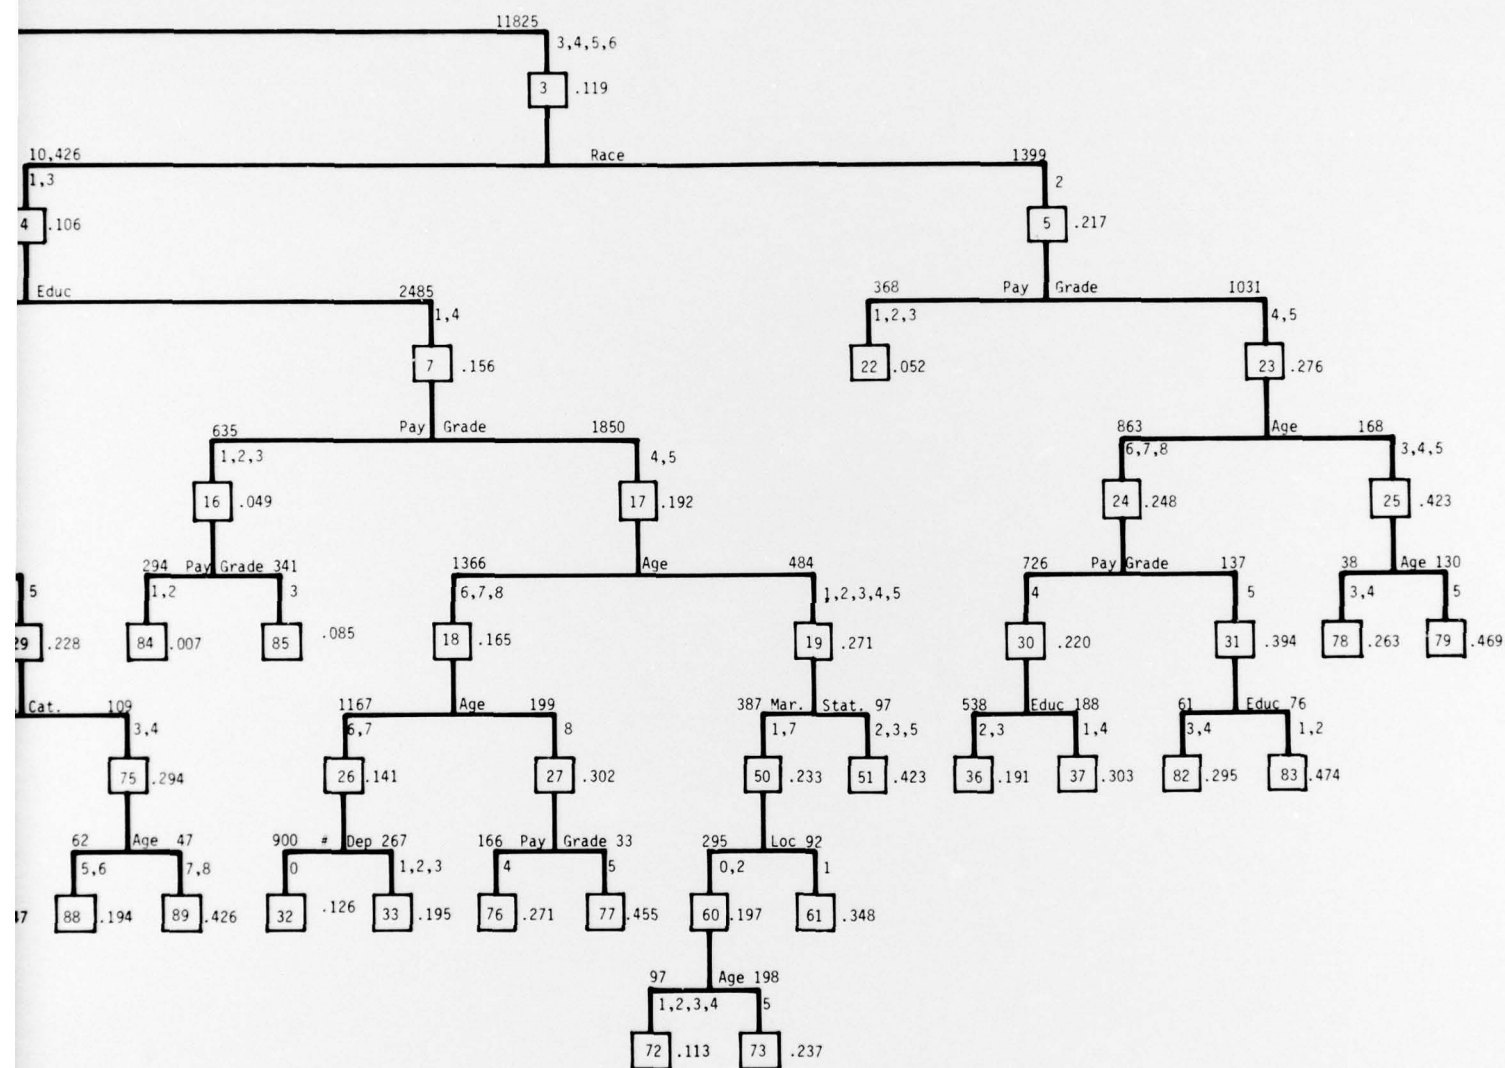 11825
3,4,5,6
3 .119
10,426 Race 1399
1,3 2
4 .106 5 .217
Educ 2485 368 Pay Grade 1031
1,4 1,2,3 4,5
7 .156 22 .052 23 .276
635 Pay Grade 1850 863 Age 168
1,2,3 4,5 6,7,8 3,4,5
16 .049 17 .192 24 .248 25 .423
294 Pay Grade 341 1366 Age 484 726 Pay Grade 137 38 Age 130
5 1,2 3 6,7,8 1,2,3,4,5 4 5 3,4 5
29 .228 84 .007 85 .085 18 .165 19 .271 30 .220 31 .394 78 .263 79 .469
Cat. 109 1167 Age 199 387 Mar. Stat. 97 538 Educ 188 61 Educ 76
3,4 6,7 8 1,7 2,3,5 2,3 1,4 3,4 1,2
75 .294 26 .141 27 .302 50 .233 51 .423 36 .191 37 .303 82 .295 83 .474
62 Age 47 900 # Dep 267 166 Pay Grade 33 295 Loc 92
5,6 7,8 0 1,2,3 4 5 0,2 1
47 88 .194 89 .426 32 .126 33 .195 76 .271 77 .455 60 .197 61 .348
97 Age 198
1,2,3,4 5
72 .113 73 .237